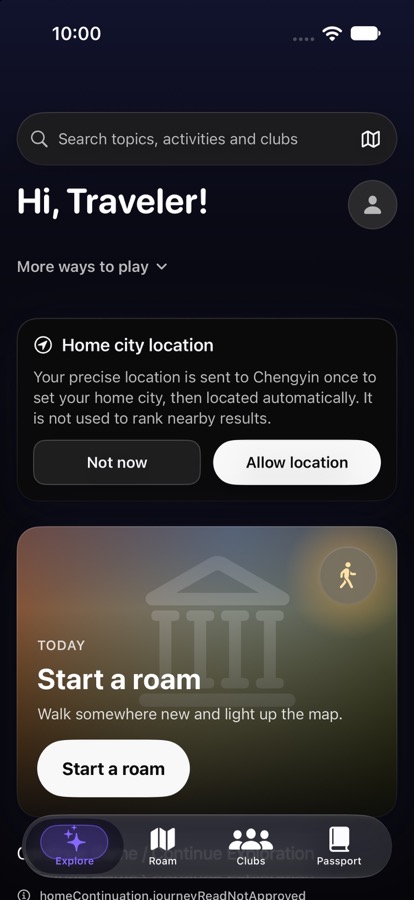 10:00
Search topics, activities and clubs
Hi, Traveler!
More ways to play
Home city location
Your precise location is sent to Chengyin once to
set your home city, then located automatically. It
is not used to rank nearby results.
Not now
Allow location
TODAY
Start a roam
Walk somewhere new and light up the map.
Start a roam
Continue Exploration
Explore
Roam
Clubs
Passport
homeContinuation.journeyReadNotApproved